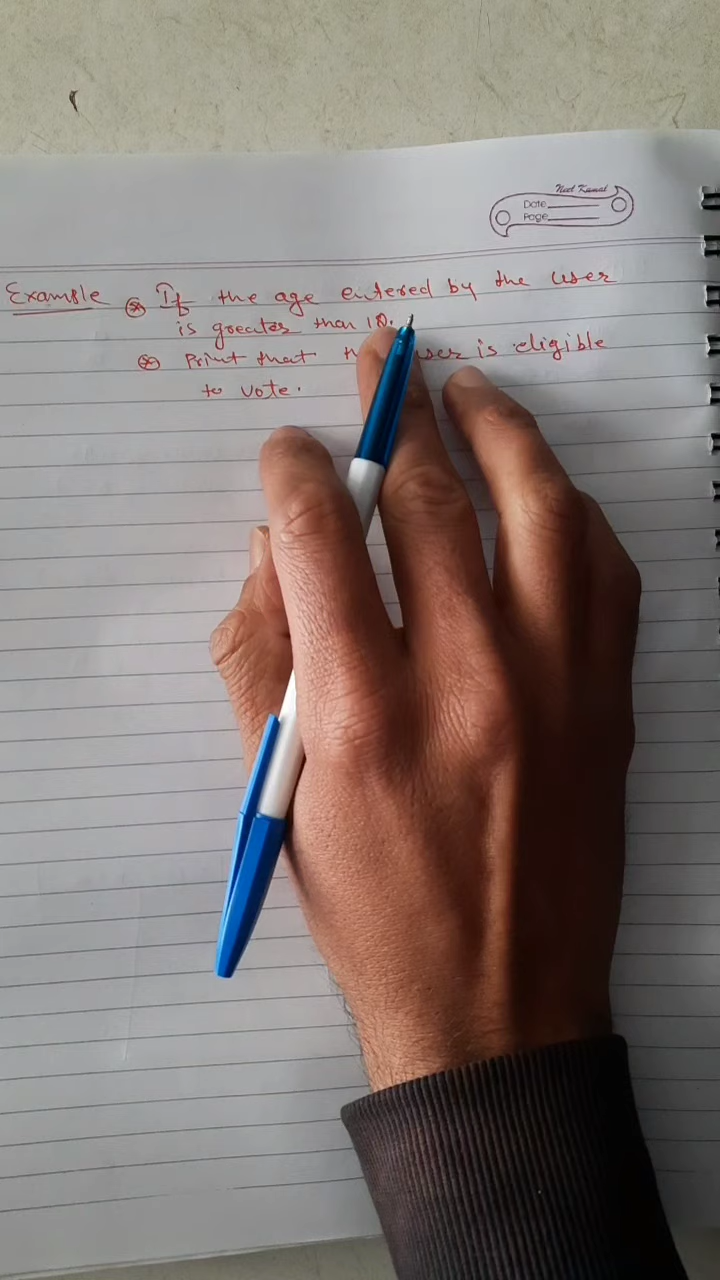 Neel Kamal
Date
Page
Example If the age entered by the user
is greater than 18.
Print that user is eligible
to vote.